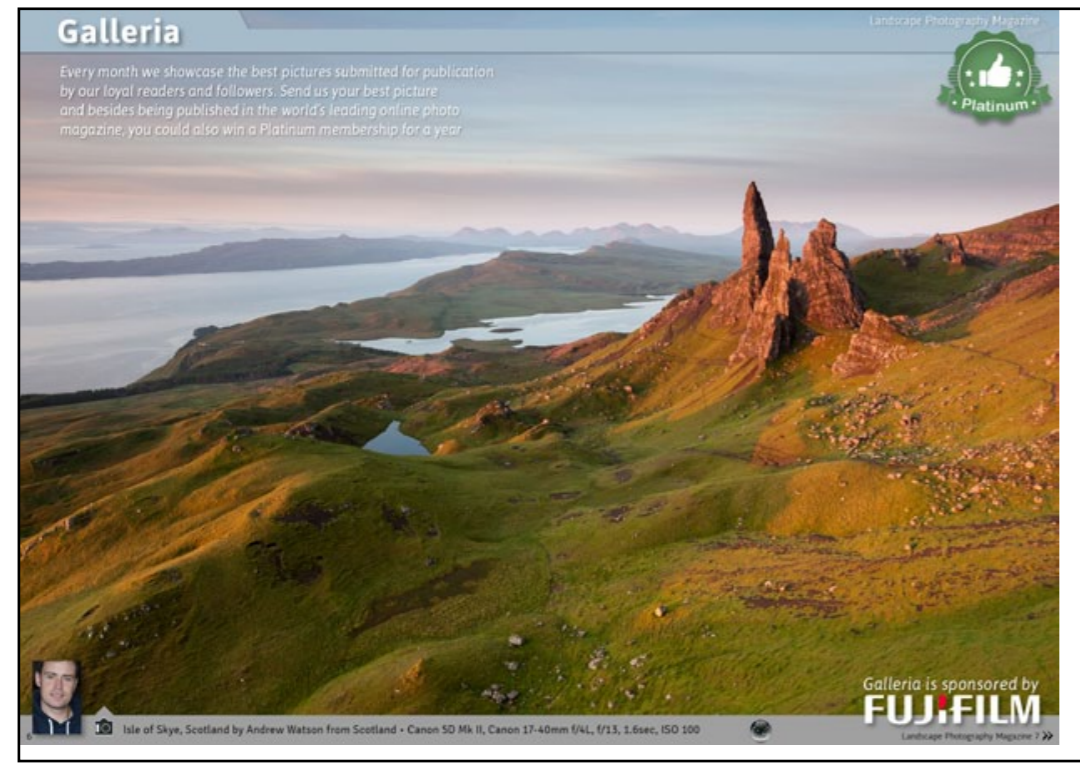 Galleria
Landscape Photography Magazine
Every month we showcase the best pictures submitted for publication
by our loyal readers and followers. Send us your best picture
and besides being published in the world's leading online photo
magazine, you could also win a Platinum membership for a year
Platinum
Galleria is sponsored by
FUJIFILM
Isle of Skye, Scotland by Andrew Watson from Scotland • Canon 5D Mk II, Canon 17-40mm f/4L, f/13, 1.6sec, ISO 100
6
Landscape Photography Magazine 7